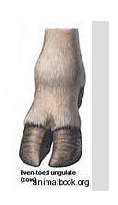 Even-toed ungulate
(cow)
animalbook.org